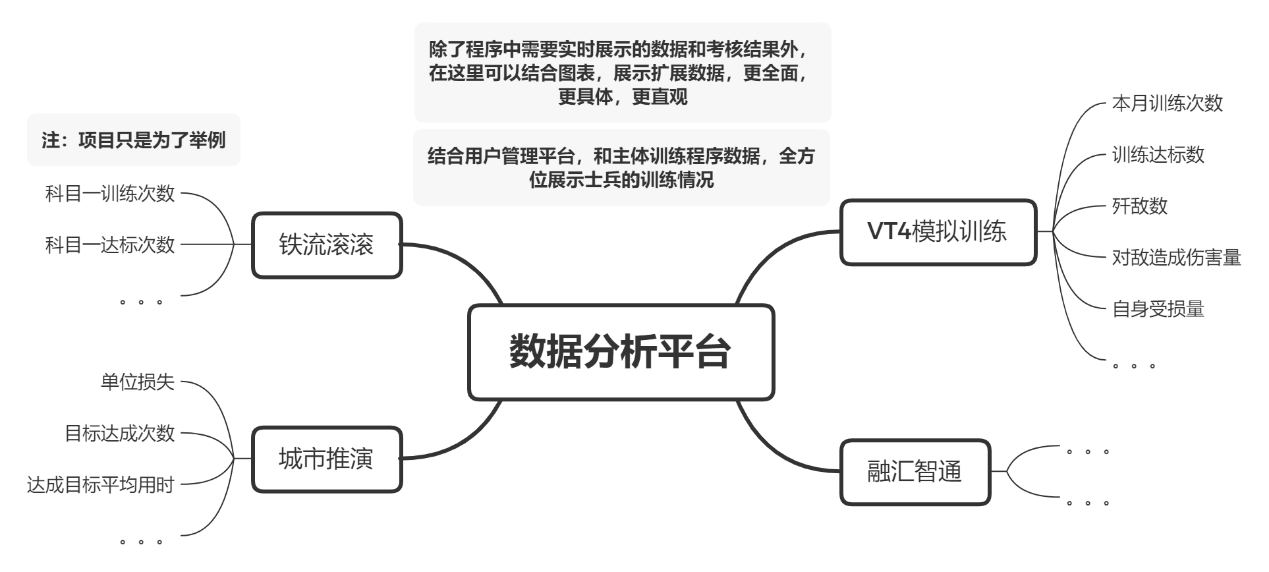 除了程序中需要实时展示的数据和考核结果外，
在这里可以结合图表，展示扩展数据，更全面，
更具体，更直观
结合用户管理平台，和主体训练程序数据，全方
位展示士兵的训练情况
注：项目只是为了举例
科目一训练次数
科目一达标次数
。。。
铁流滚滚
单位损失
目标达成次数
达成目标平均用时
。。。
城市推演
数据分析平台
VT4模拟训练
本月训练次数
训练达标数
歼敌数
对敌造成伤害量
自身受损量
。。。
融汇智通
。。。
。。。